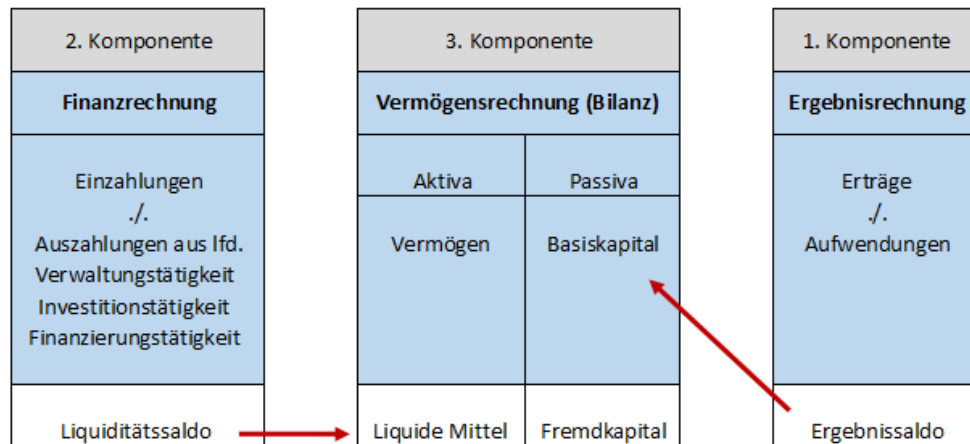 2. Komponente
Finanzrechnung
Einzahlungen
./.
Auszahlungen aus lfd.
Verwaltungstätigkeit
Investitionstätigkeit
Finanzierungstätigkeit
Liquiditätssaldo
3. Komponente
Vermögensrechnung (Bilanz)
Aktiva
Passiva
Vermögen
Basiskapital
Liquide Mittel
Fremdkapital
1. Komponente
Ergebnisrechnung
Erträge
./.
Aufwendungen
Ergebnissaldo